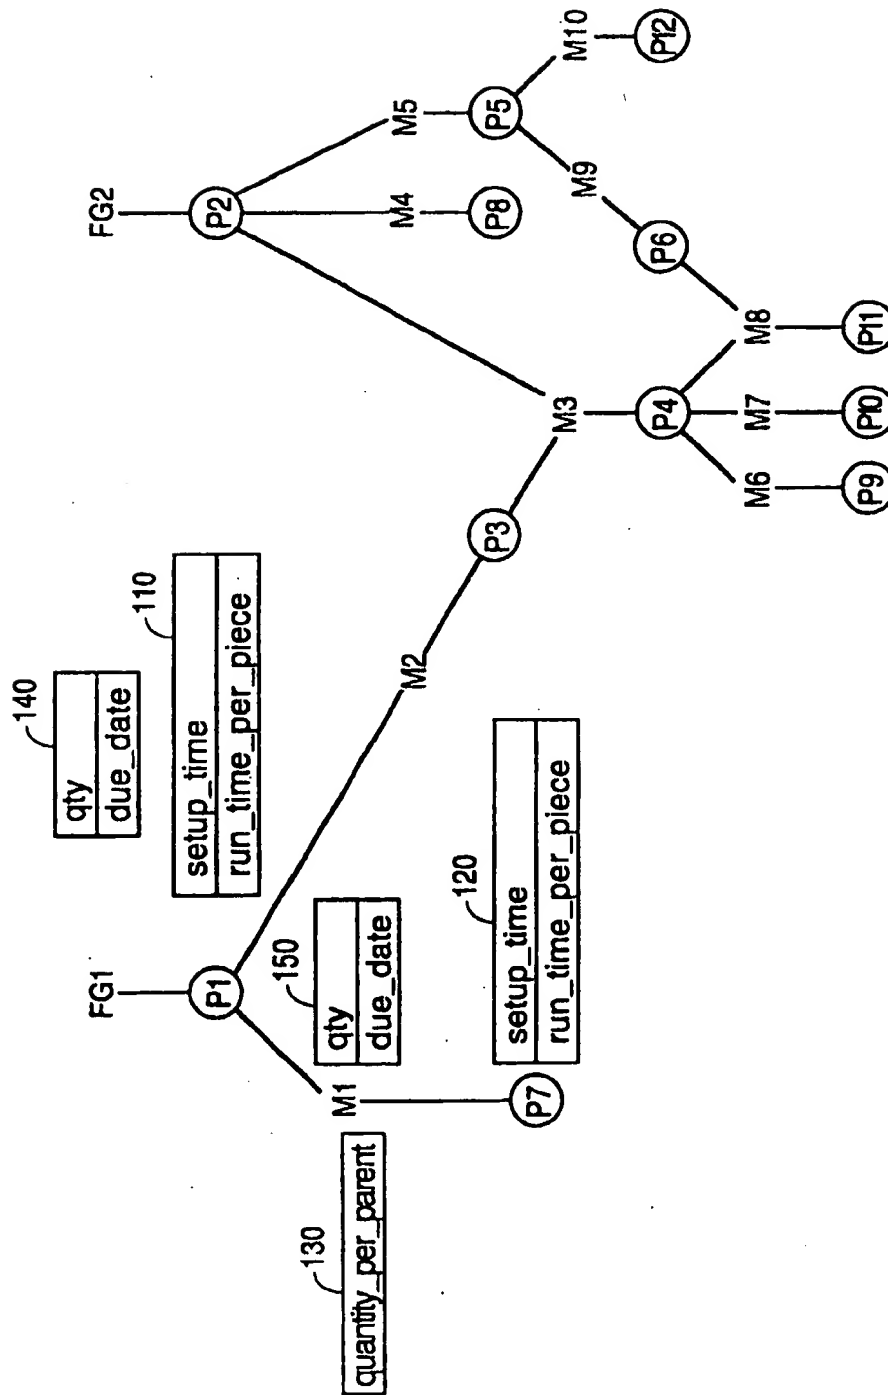 140
qty
due_date
110
setup_time
run_time_per_piece
FG1
FG2
P1
P2
150
qty
due_date
130
quantity_per_parent
M1
M2
M4
M5
120
setup_time
run_time_per_piece
P7
P3
P8
P5
M3
M9
M10
P4
P6
P12
M6
M7
M8
P9
P10
P11